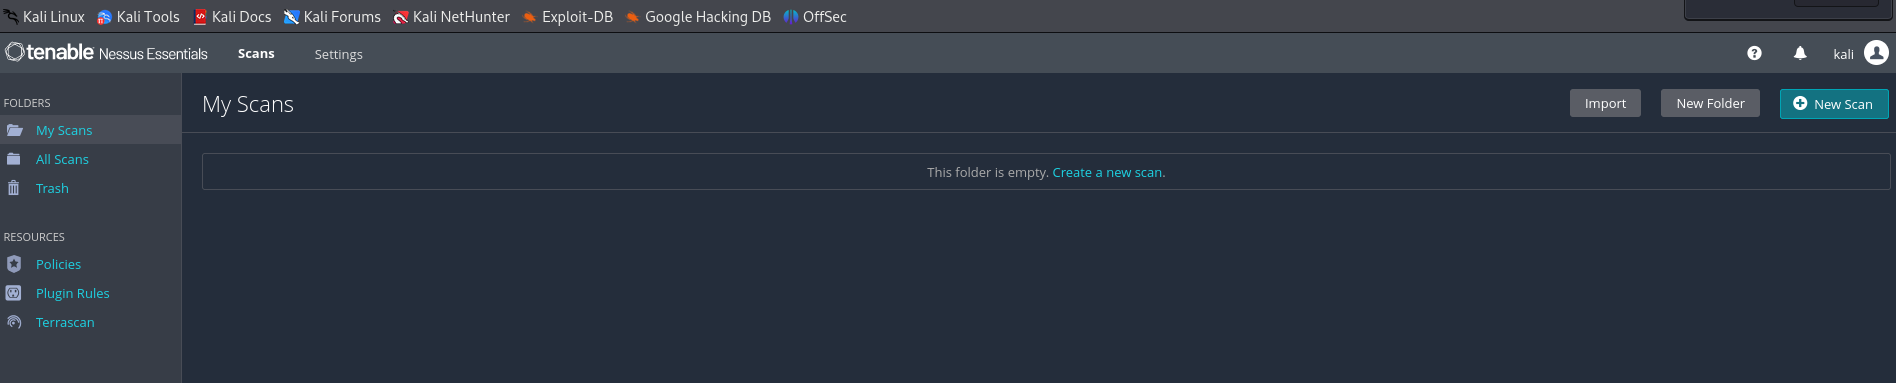 Kali Linux Kali Tools Kali Docs Kali Forums Kali NetHunter Exploit-DB Google Hacking DB OffSec
tenable Nessus Essentials Scans Settings kali
FOLDERS
My Scans
All Scans
Trash
RESOURCES
Policies
Plugin Rules
Terrascan
My Scans Import New Folder New Scan
This folder is empty. Create a new scan.